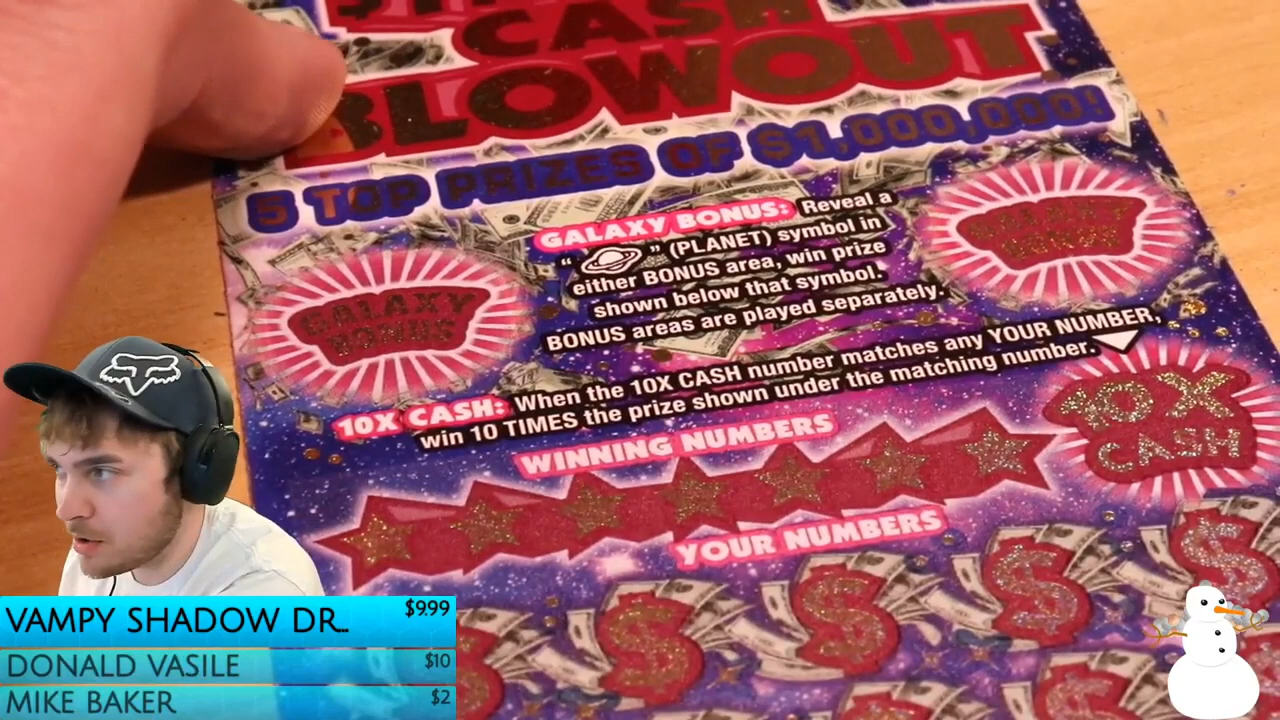 CASH
BLOWOUT
5 TOP PRIZES OF $1,000,000!
GALAXY BONUS: Reveal a
" " (PLANET) symbol in
either BONUS area, win prize
shown below that symbol.
BONUS areas are played separately.
GALAXY
BONUS
GALAXY
BONUS
10X CASH: When the 10X CASH number matches any YOUR NUMBER,
win 10 TIMES the prize shown under the matching number.
WINNING NUMBERS
10X
CASH
YOUR NUMBERS
$ $ $ $ $
VAMPY SHADOW DR.. $9.99
DONALD VASILE $10
MIKE BAKER $2